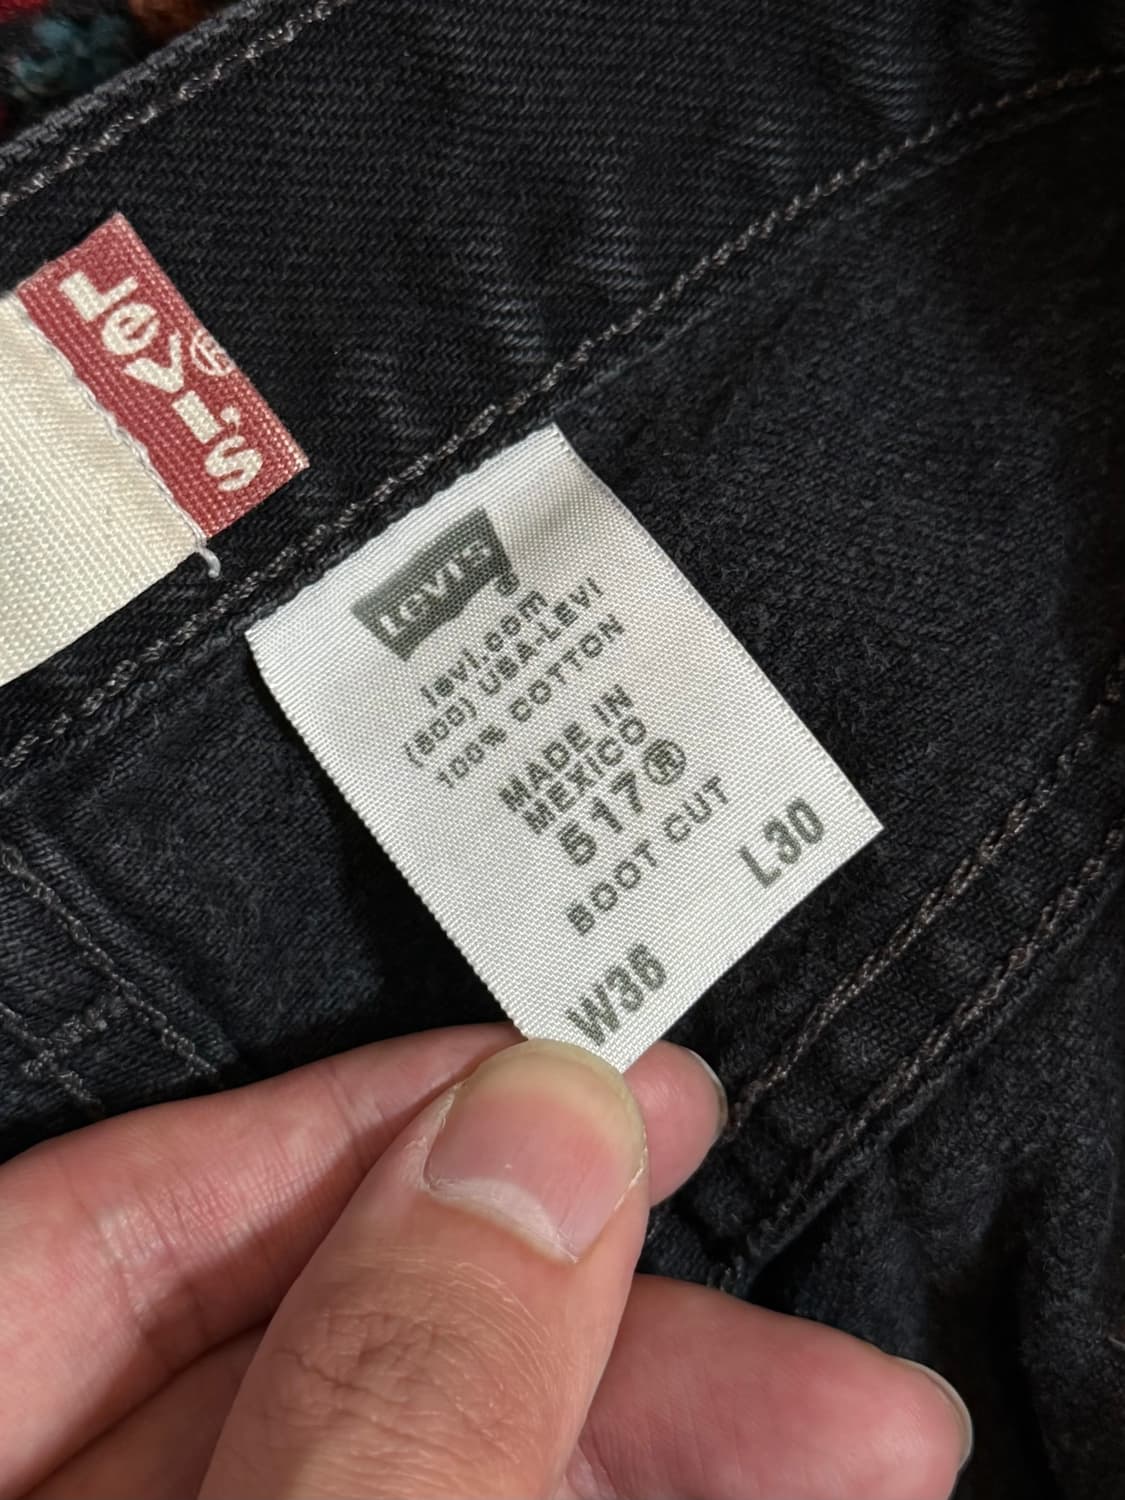 Levi's®
LEVI'S
levi.com
(800) USA-LEVI
100% COTTON
MADE IN
MEXICO
517®
BOOT CUT
W36 L30